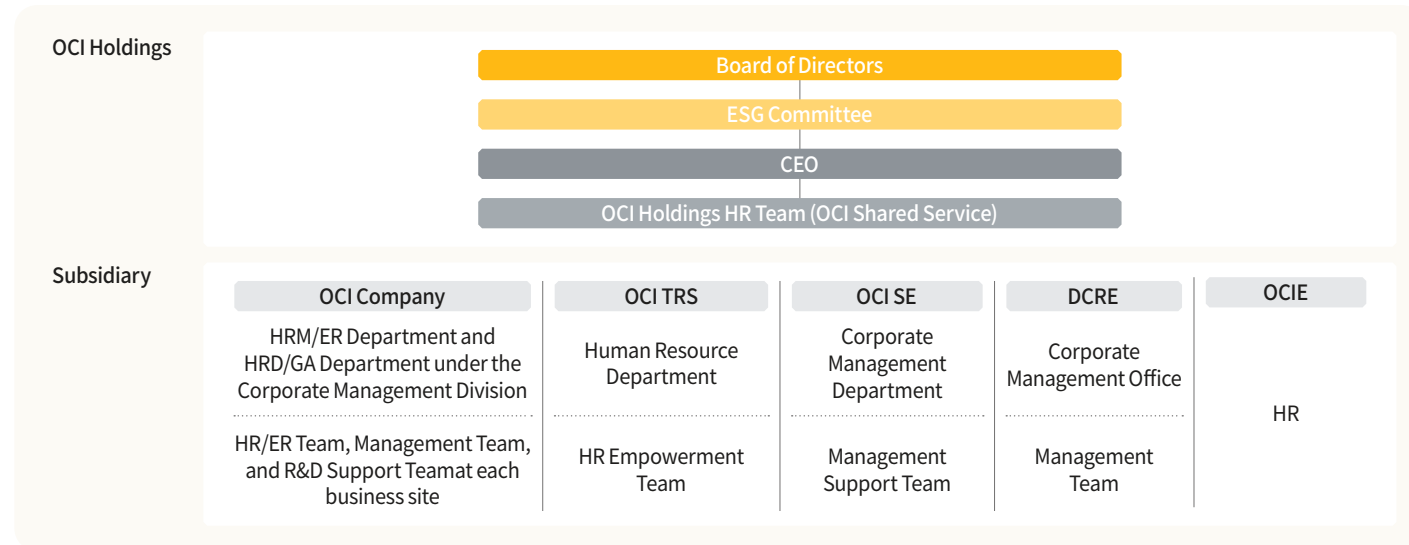 OCI Holdings
Board of Directors
ESG Committee
CEO
OCI Holdings HR Team (OCI Shared Service)
Subsidiary
OCI Company
HRM/ER Department and
HRD/GA Department under the
Corporate Management Division
HR/ER Team, Management Team,
and R&D Support Teamat each
business site
OCI TRS
Human Resource
Department
HR Empowerment
Team
OCI SE
Corporate
Management
Department
Management
Support Team
DCRE
Corporate
Management Office
Management
Team
OCIE
HR